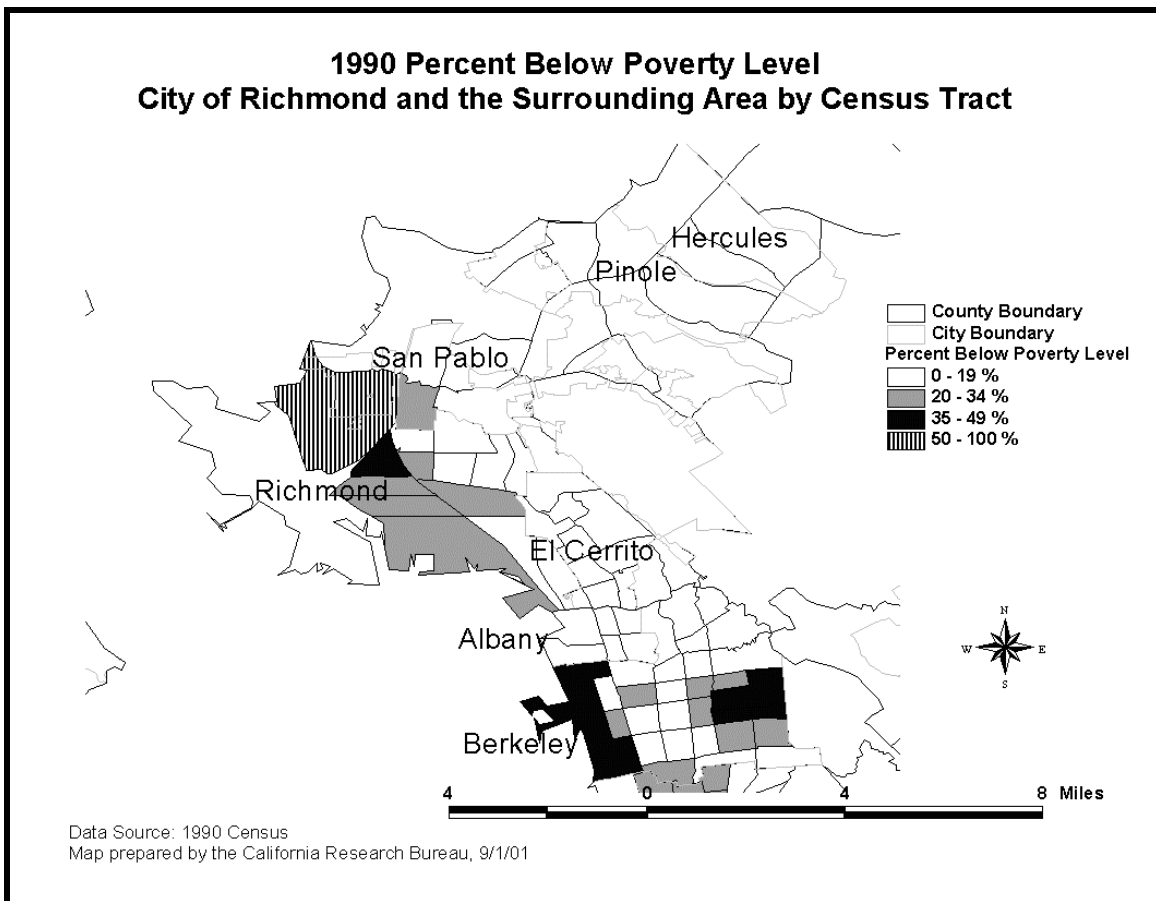 1990 Percent Below Poverty Level
City of Richmond and the Surrounding Area by Census Tract
Hercules
Pinole
County Boundary
City Boundary
Percent Below Poverty Level
0 - 19 %
20 - 34 %
35 - 49 %
50 - 100 %
San Pablo
Richmond
El Cerrito
Albany
Berkeley
N
W E
S
4 0 4 8 Miles
Data Source: 1990 Census
Map prepared by the California Research Bureau, 9/1/01